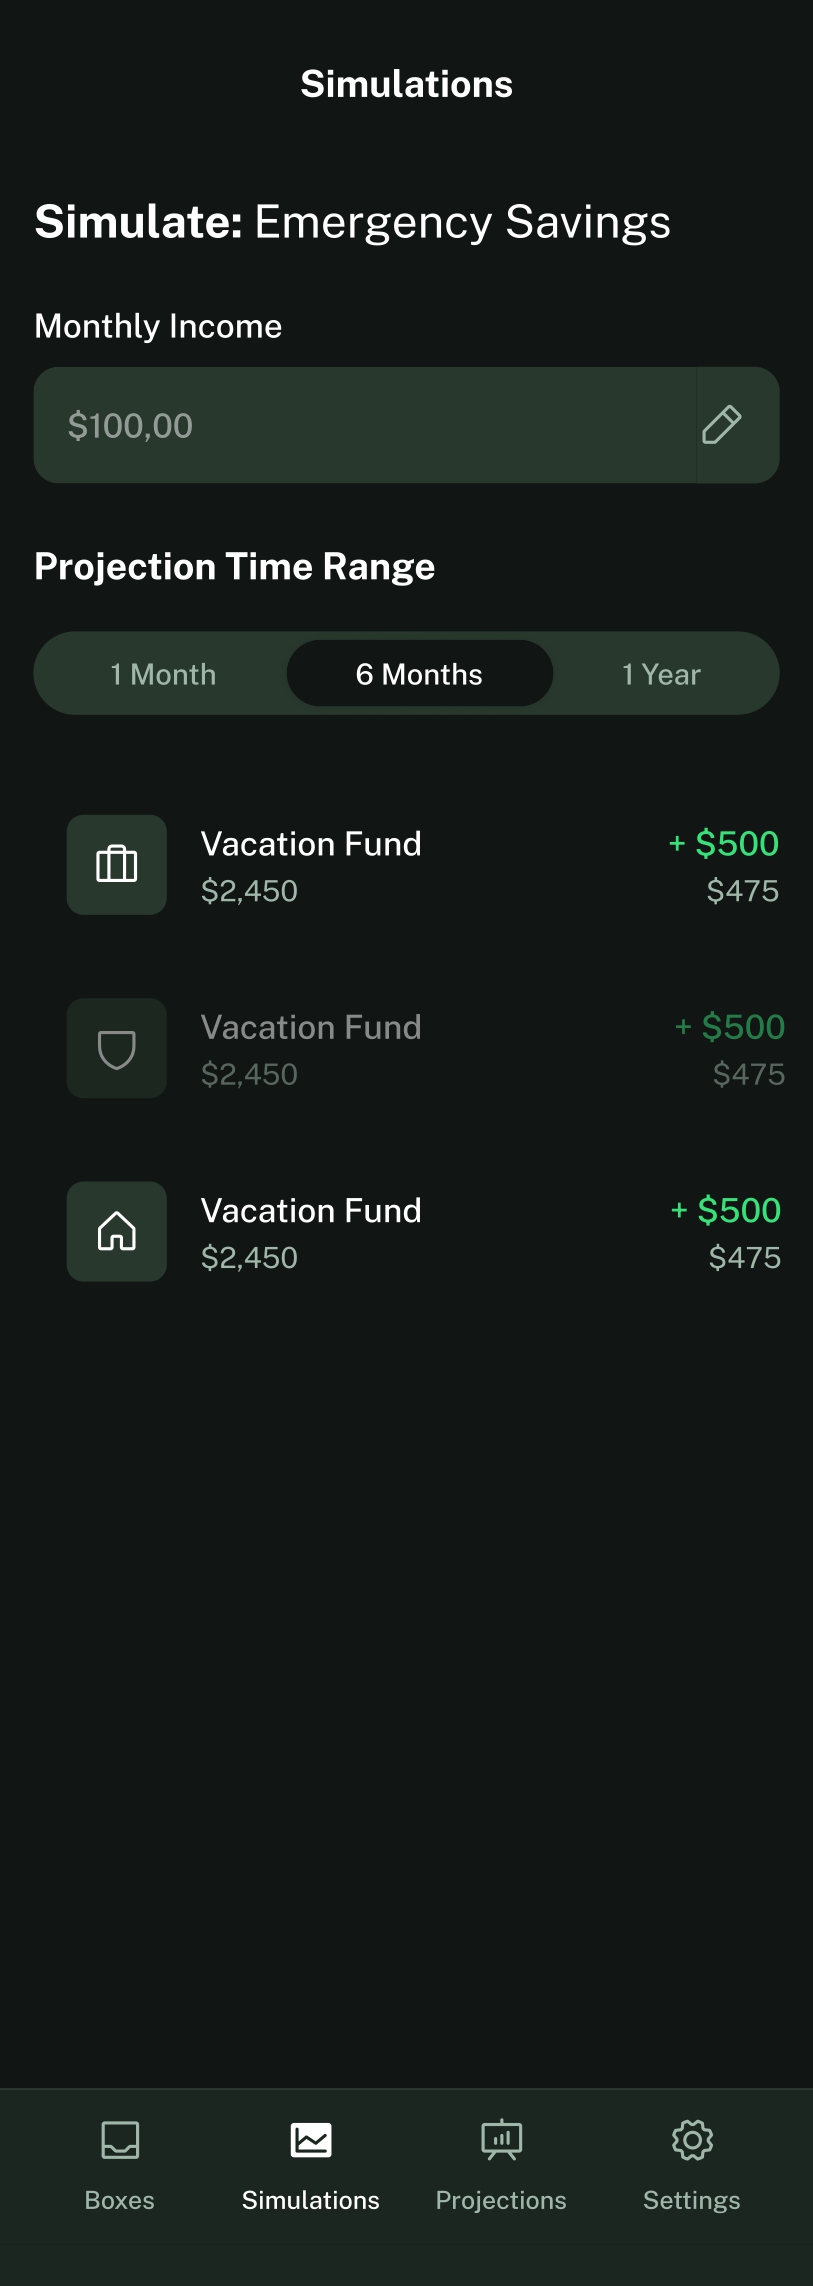 Simulations
Simulate: Emergency Savings
Monthly Income
$100,00
Projection Time Range
1 Month 6 Months 1 Year
Vacation Fund + $500
$2,450 $475
Vacation Fund + $500
$2,450 $475
Vacation Fund + $500
$2,450 $475
Boxes Simulations Projections Settings